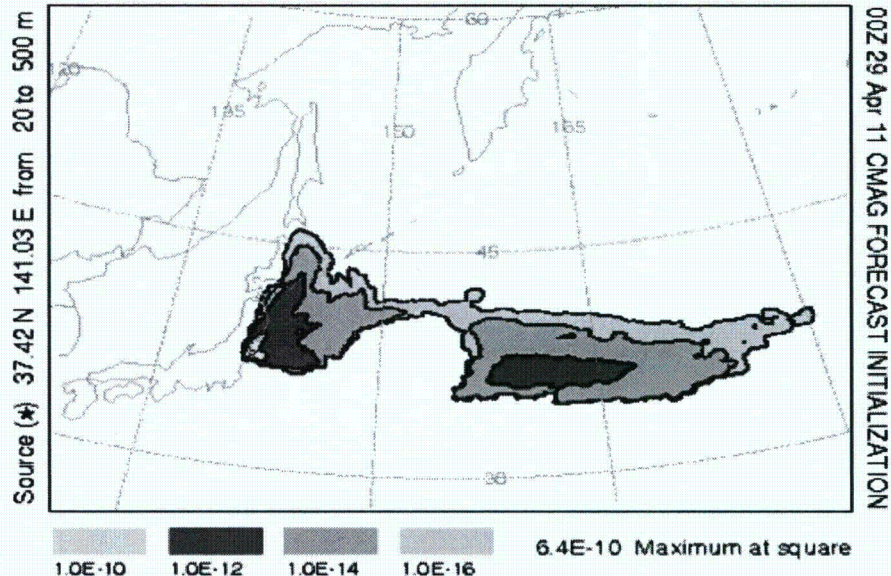 Source (★) 37.42 N 141.03 E from 20 to 500 m
60
120
135
150
165
45
30
00Z 29 Apr 11 CMAG FORECAST INITIALIZATION
1.0E-10 1.0E-12 1.0E-14 1.0E-16
6.4E-10 Maximum at square